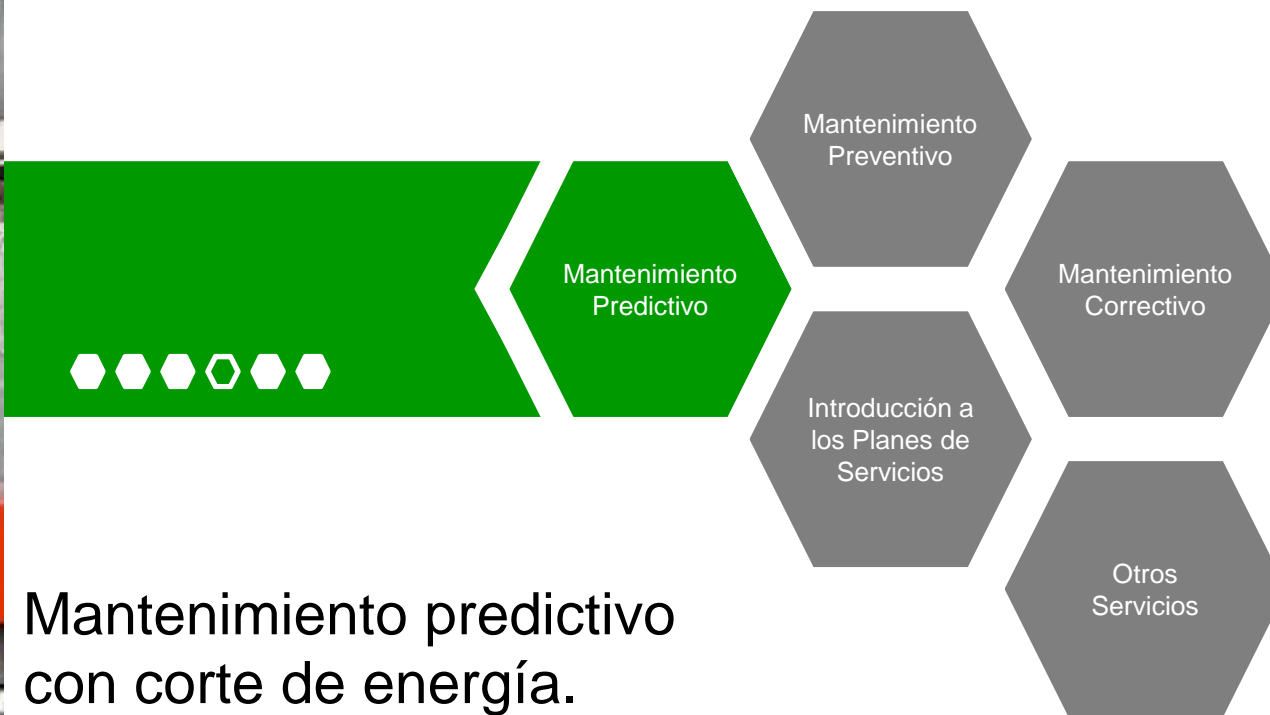 Mantenimiento
Preventivo
Mantenimiento
Predictivo
Mantenimiento
Correctivo
Introducción a
los Planes de
Servicios
Otros
Servicios
Mantenimiento predictivo
con corte de energía.